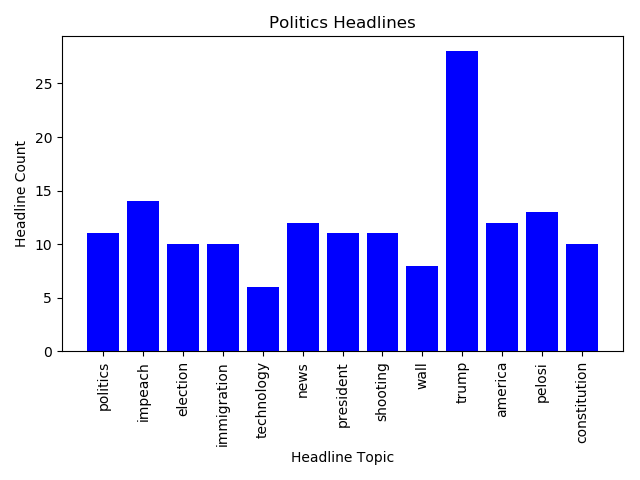 Politics Headlines
Headline Count
25
20
15
10
5
0
politics
impeach
election
immigration
technology
news
president
shooting
wall
trump
america
pelosi
constitution
Headline Topic